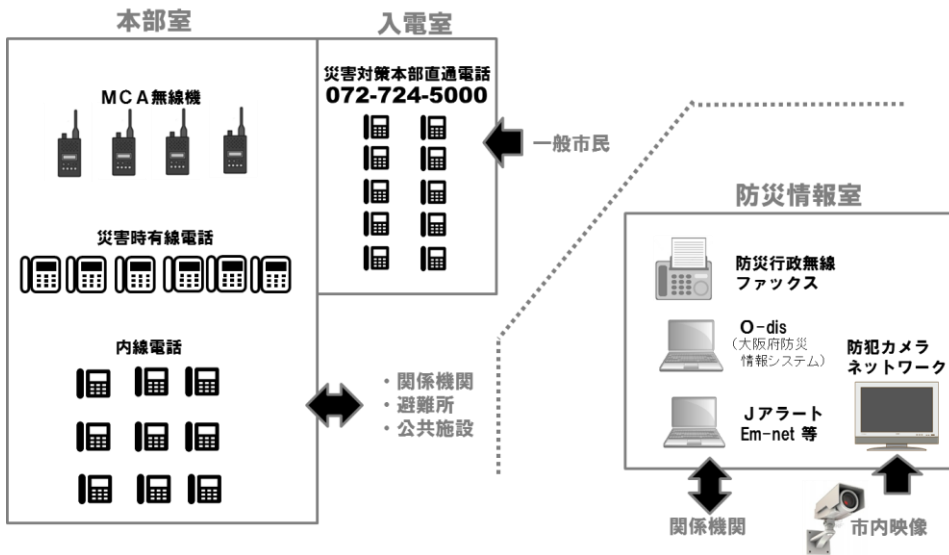 本部室
入電室
MCA無線機
災害時有線電話
内線電話
災害対策本部直通電話
072-724-5000
一般市民
・関係機関
・避難所
・公共施設
防災情報室
防災行政無線
ファックス
O-dis
(大阪府防災
情報システム)
Jアラート
Em-net 等
防犯カメラ
ネットワーク
関係機関
市内映像